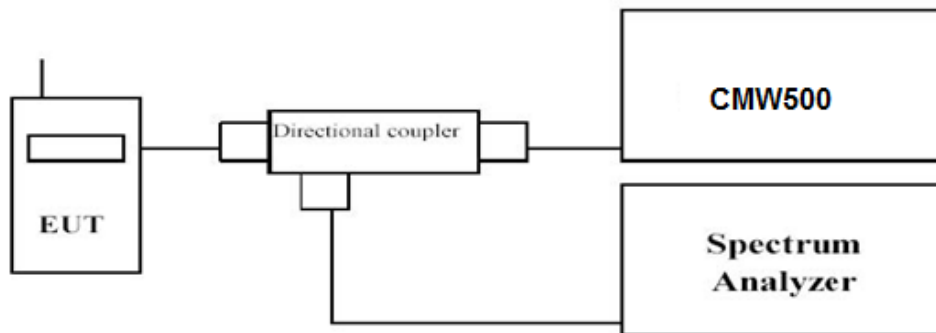 CMW500
Directional coupler
EUT
Spectrum
Analyzer